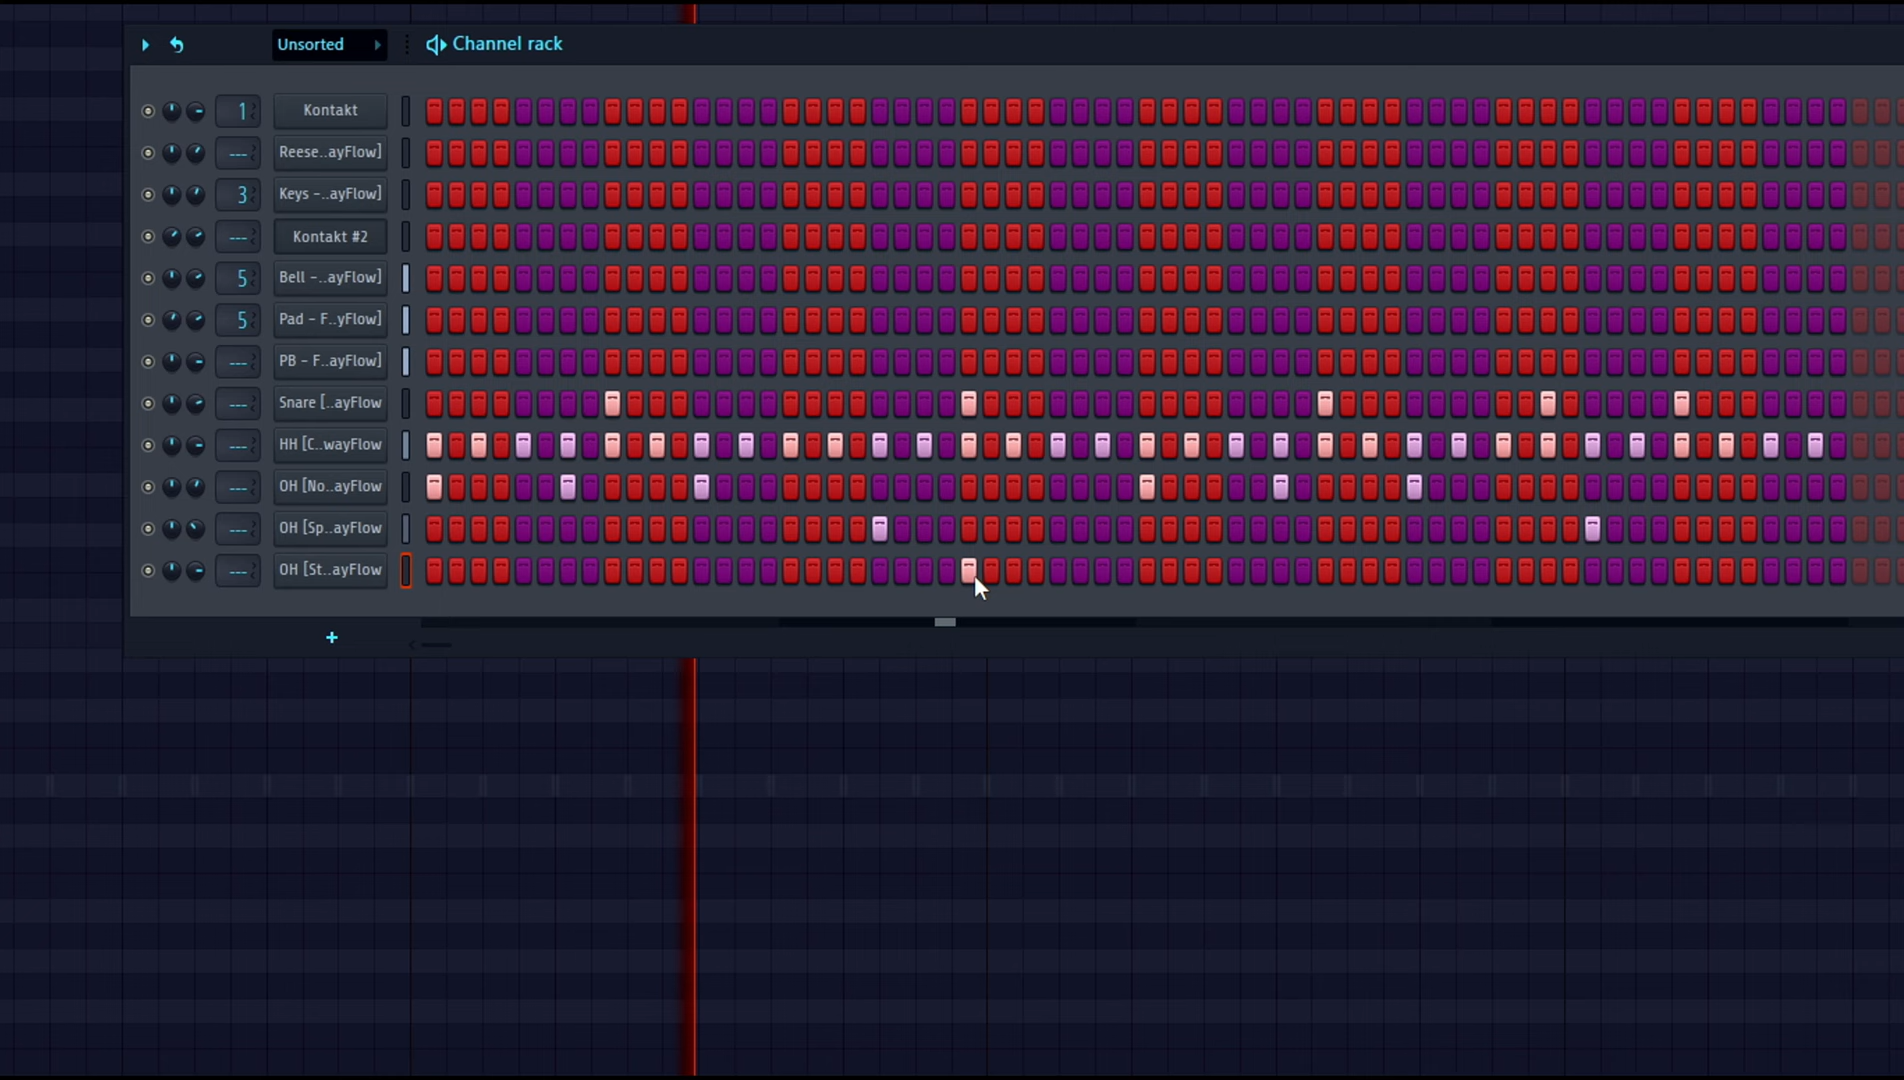 Unsorted Channel rack
1 Kontakt
--- Reese..ayFlow]
3 Keys –..ayFlow]
--- Kontakt #2
5 Bell –..ayFlow]
5 Pad – F..yFlow]
--- PB – F..ayFlow]
--- Snare [..ayFlow
--- HH [C..wayFlow
--- OH [No..ayFlow
--- OH [Sp..ayFlow
--- OH [St..ayFlow
+